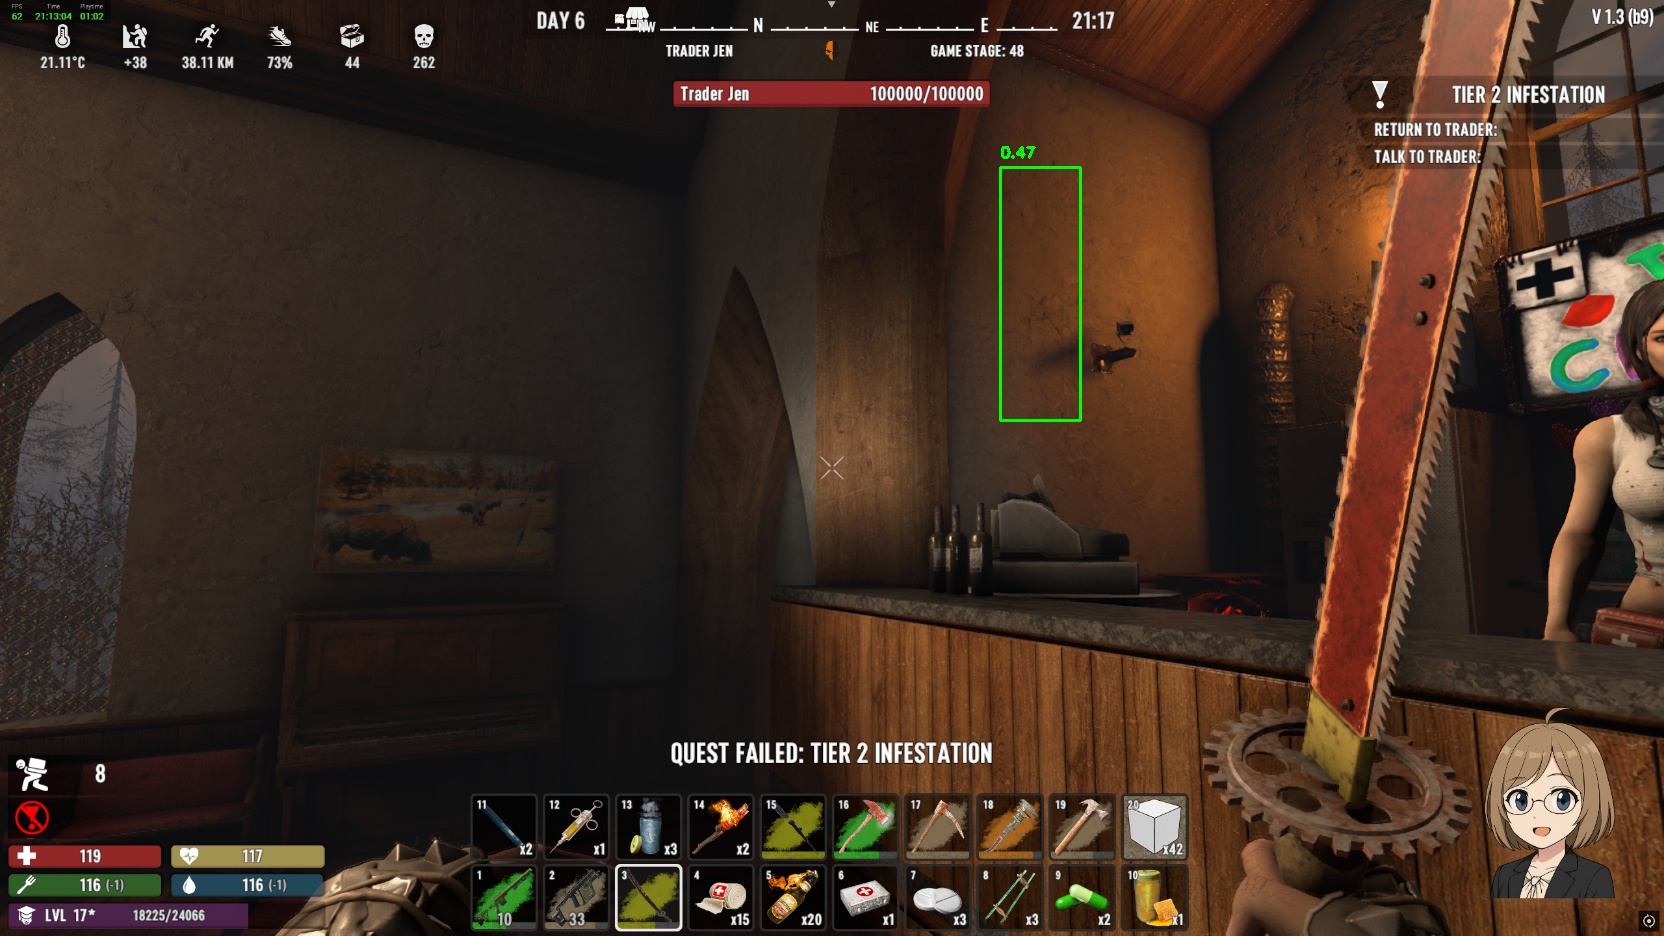 FPS Time Playtime
62 21:13:04 01:02
DAY 6
NW N NE E
21:17
V 1.3 (b9)
21.11°C
+38
38.11 KM
73%
44
262
TRADER JEN
GAME STAGE: 48
Trader Jen 100000/100000
TIER 2 INFESTATION
RETURN TO TRADER:
TALK TO TRADER:
0.47
QUEST FAILED: TIER 2 INFESTATION
8
119
117
116 (-1)
116 (-1)
LVL 17* 18225/24066
11 x2
12 x1
13 x3
14 x2
15
16
17
18
19
20 x42
1 10
2 33
3
4 x15
5 x20
6 x1
7 x3
8 x3
9 x2
10 x1